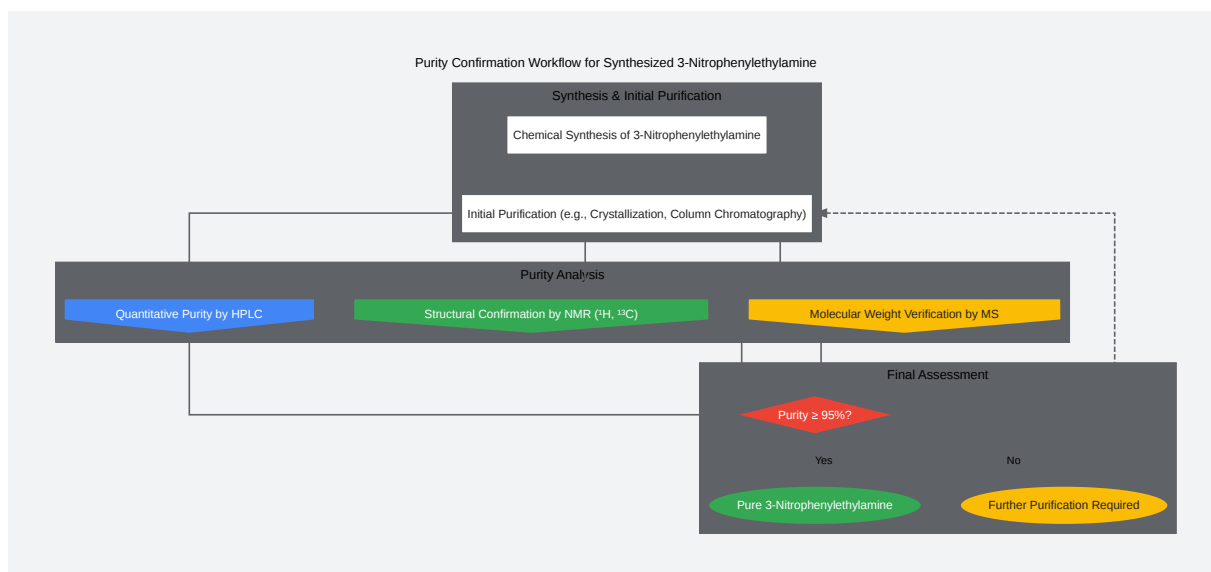 Purity Confirmation Workflow for Synthesized 3-Nitrophenylethylamine
Synthesis & Initial Purification
Chemical Synthesis of 3-Nitrophenylethylamine
Initial Purification (e.g., Crystallization, Column Chromatography)
Purity Analysis
Quantitative Purity by HPLC
Structural Confirmation by NMR (¹H, ¹³C)
Molecular Weight Verification by MS
Final Assessment
Purity ≥ 95%?
Yes
No
Pure 3-Nitrophenylethylamine
Further Purification Required